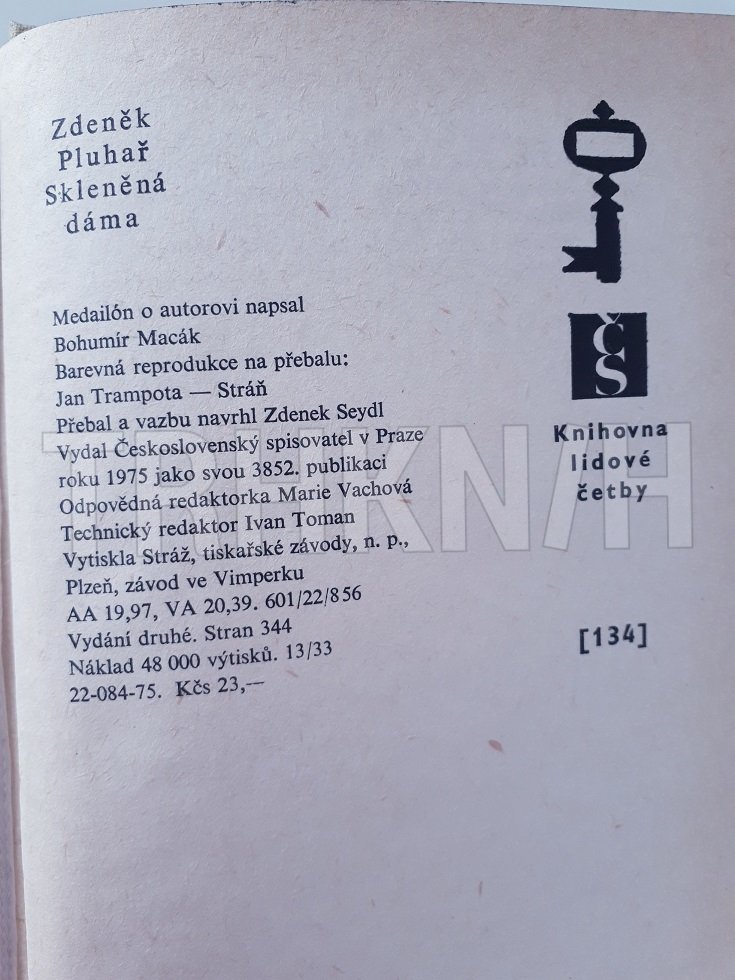 Zdeněk
Pluhař
Skleněná
dáma
Medailón o autorovi napsal
Bohumír Macák
Barevná reprodukce na přebalu:
Jan Trampota — Stráň
Přebal a vazbu navrhl Zdenek Seydl
Vydal Československý spisovatel v Praze
roku 1975 jako svou 3852. publikaci
Odpovědná redaktorka Marie Vachová
Technický redaktor Ivan Toman
Vytiskla Stráž, tiskařské závody, n. p.,
Plzeň, závod ve Vimperku
AA 19,97, VA 20,39. 601/22/856
Vydání druhé. Stran 344
Náklad 48 000 výtisků. 13/33
22-084-75. Kčs 23,—
ČS
Knihovna
lidové
četby
[134]
TRHKNIH